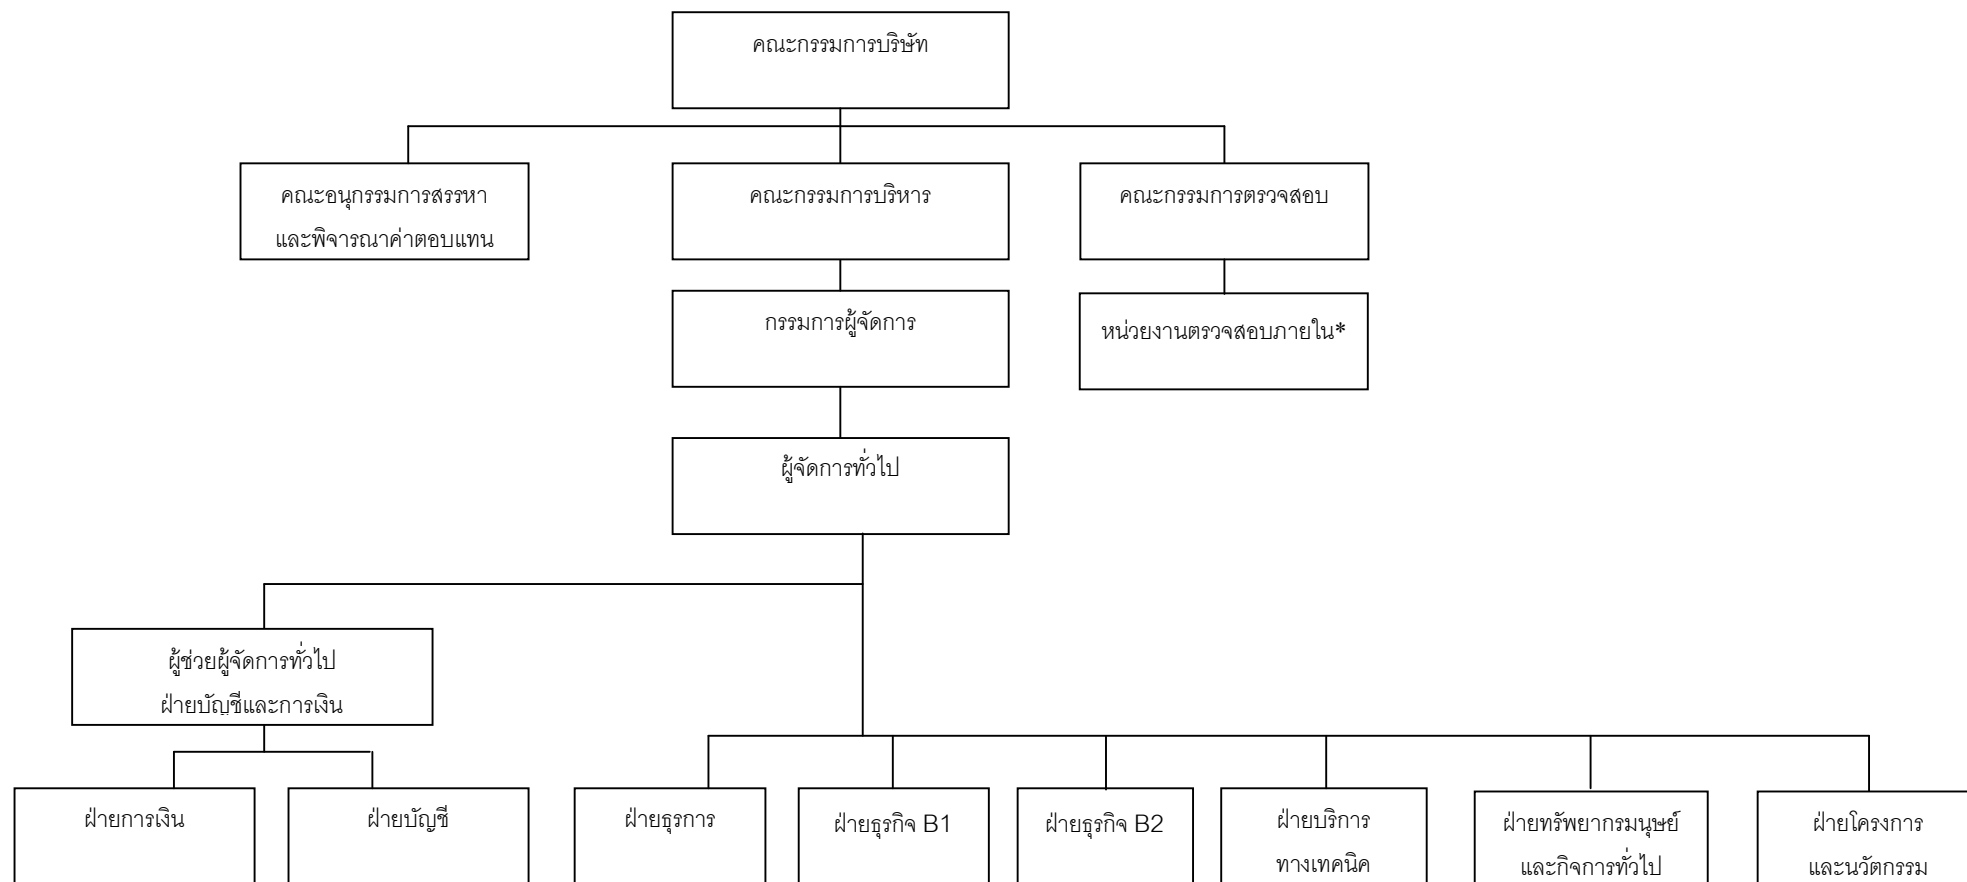 คณะกรรมการบริษัท
คณะอนุกรรมการสรรหา
และพิจารณาค่าตอบแทน
คณะกรรมการบริหาร
คณะกรรมการตรวจสอบ
กรรมการผู้จัดการ
หน่วยงานตรวจสอบภายใน*
ผู้จัดการทั่วไป
ผู้ช่วยผู้จัดการทั่วไป
ฝ่ายบัญชีและการเงิน
ฝ่ายการเงิน
ฝ่ายบัญชี
ฝ่ายธุรการ
ฝ่ายธุรกิจ B1
ฝ่ายธุรกิจ B2
ฝ่ายบริการ
ทางเทคนิค
ฝ่ายทรัพยากรมนุษย์
และกิจการทั่วไป
ฝ่ายโครงการ
และนวัตกรรม